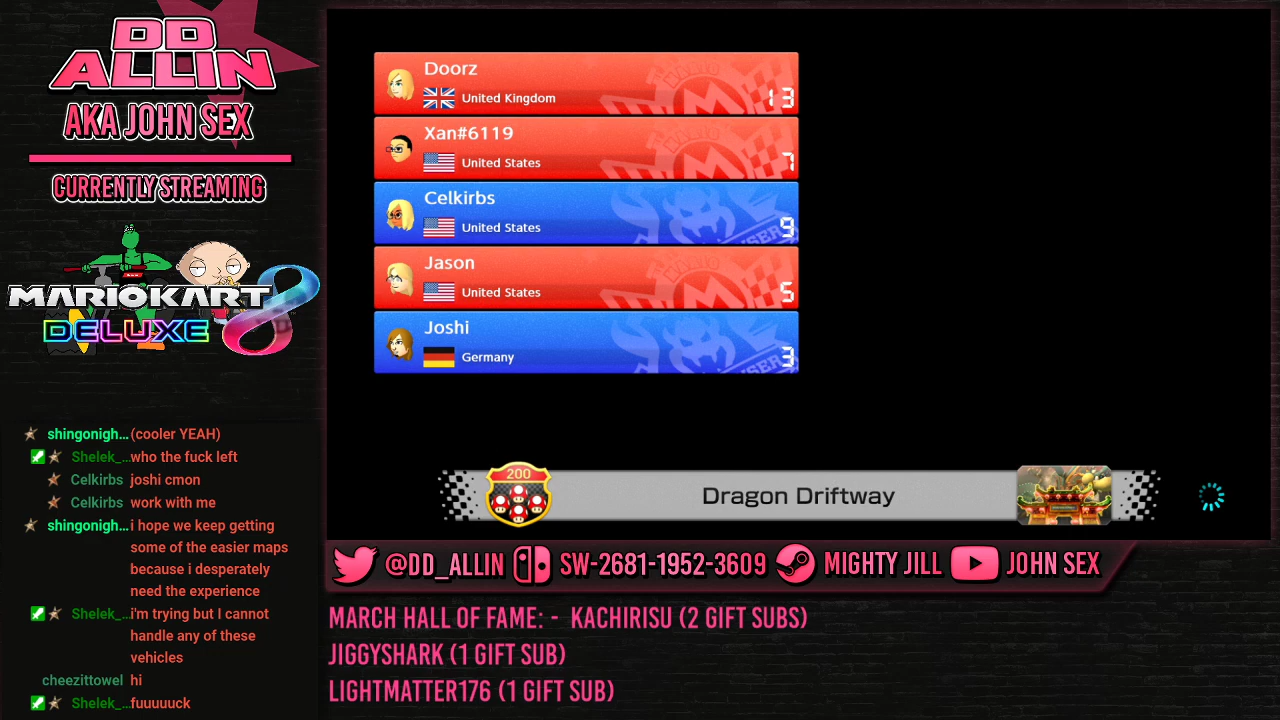 DD
ALLIN
AKA JOHN SEX
CURRENTLY STREAMING
MARIOKART 8
DELUXE
shingonigh... (cooler YEAH)
Shelek_... who the fuck left
Celkirbs joshi cmon
Celkirbs work with me
shingonigh... i hope we keep getting
some of the easier maps
because i desperately
need the experience
Shelek_... i'm trying but I cannot
handle any of these
vehicles
cheezittowel hi
Shelek_... fuuuuuck
Doorz
United Kingdom
13
Xan#6119
United States
7
Celkirbs
United States
9
Jason
United States
5
Joshi
Germany
3
200
Dragon Driftway
@DD_ALLIN SW-2681-1952-3609 MIGHTY JILL JOHN SEX
MARCH HALL OF FAME: - KACHIRISU (2 GIFT SUBS)
JIGGYSHARK (1 GIFT SUB)
LIGHTMATTER176 (1 GIFT SUB)